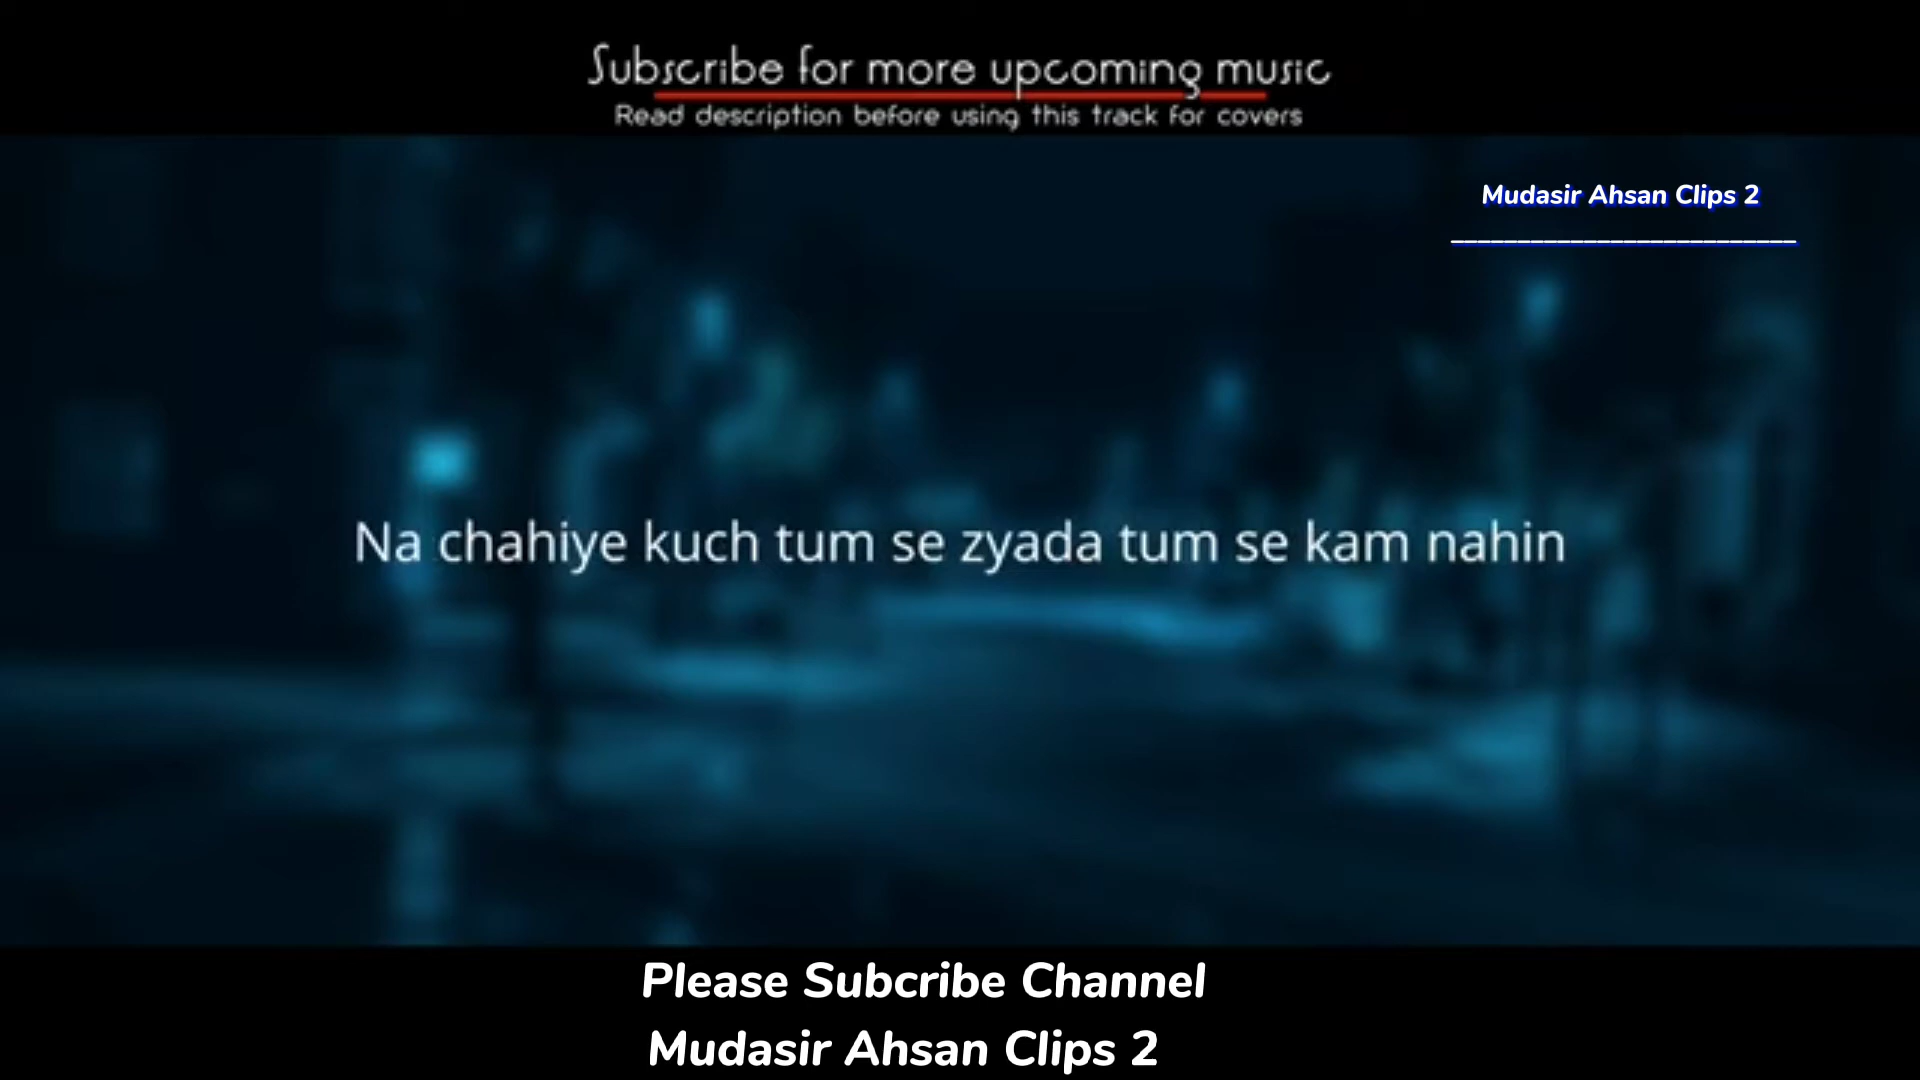 Subscribe for more upcoming music
Read description before using this track for covers
Mudasir Ahsan Clips 2
Na chahiye kuch tum se zyada tum se kam nahin
Please Subcribe Channel
Mudasir Ahsan Clips 2